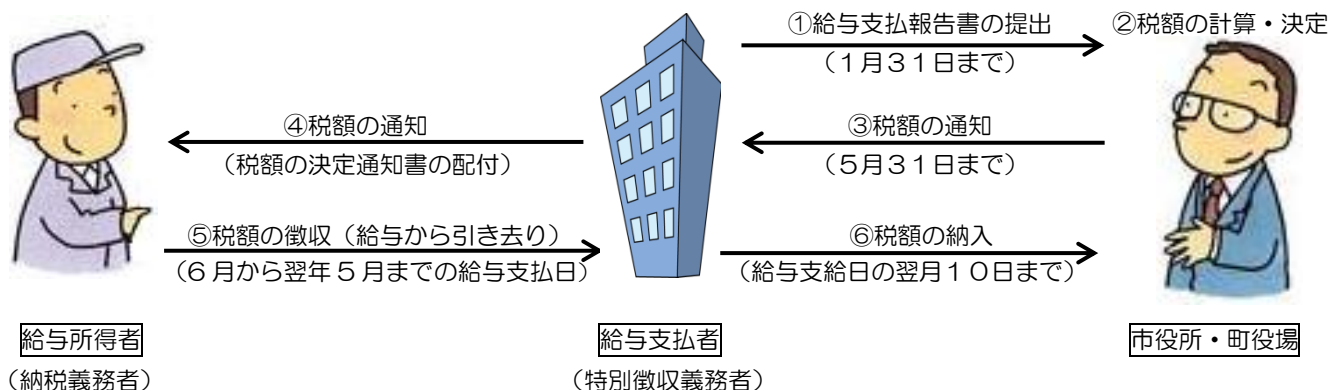 ①給与支払報告書の提出
(1月31日まで)
②税額の計算・決定
③税額の通知
(5月31日まで)
④税額の通知
(税額の決定通知書の配付)
⑤税額の徴収(給与から引き去り)
(6月から翌年5月までの給与支払日)
⑥税額の納入
(給与支給日の翌月10日まで)
給与所得者
(納税義務者)
給与支払者
(特別徴収義務者)
市役所・町役場